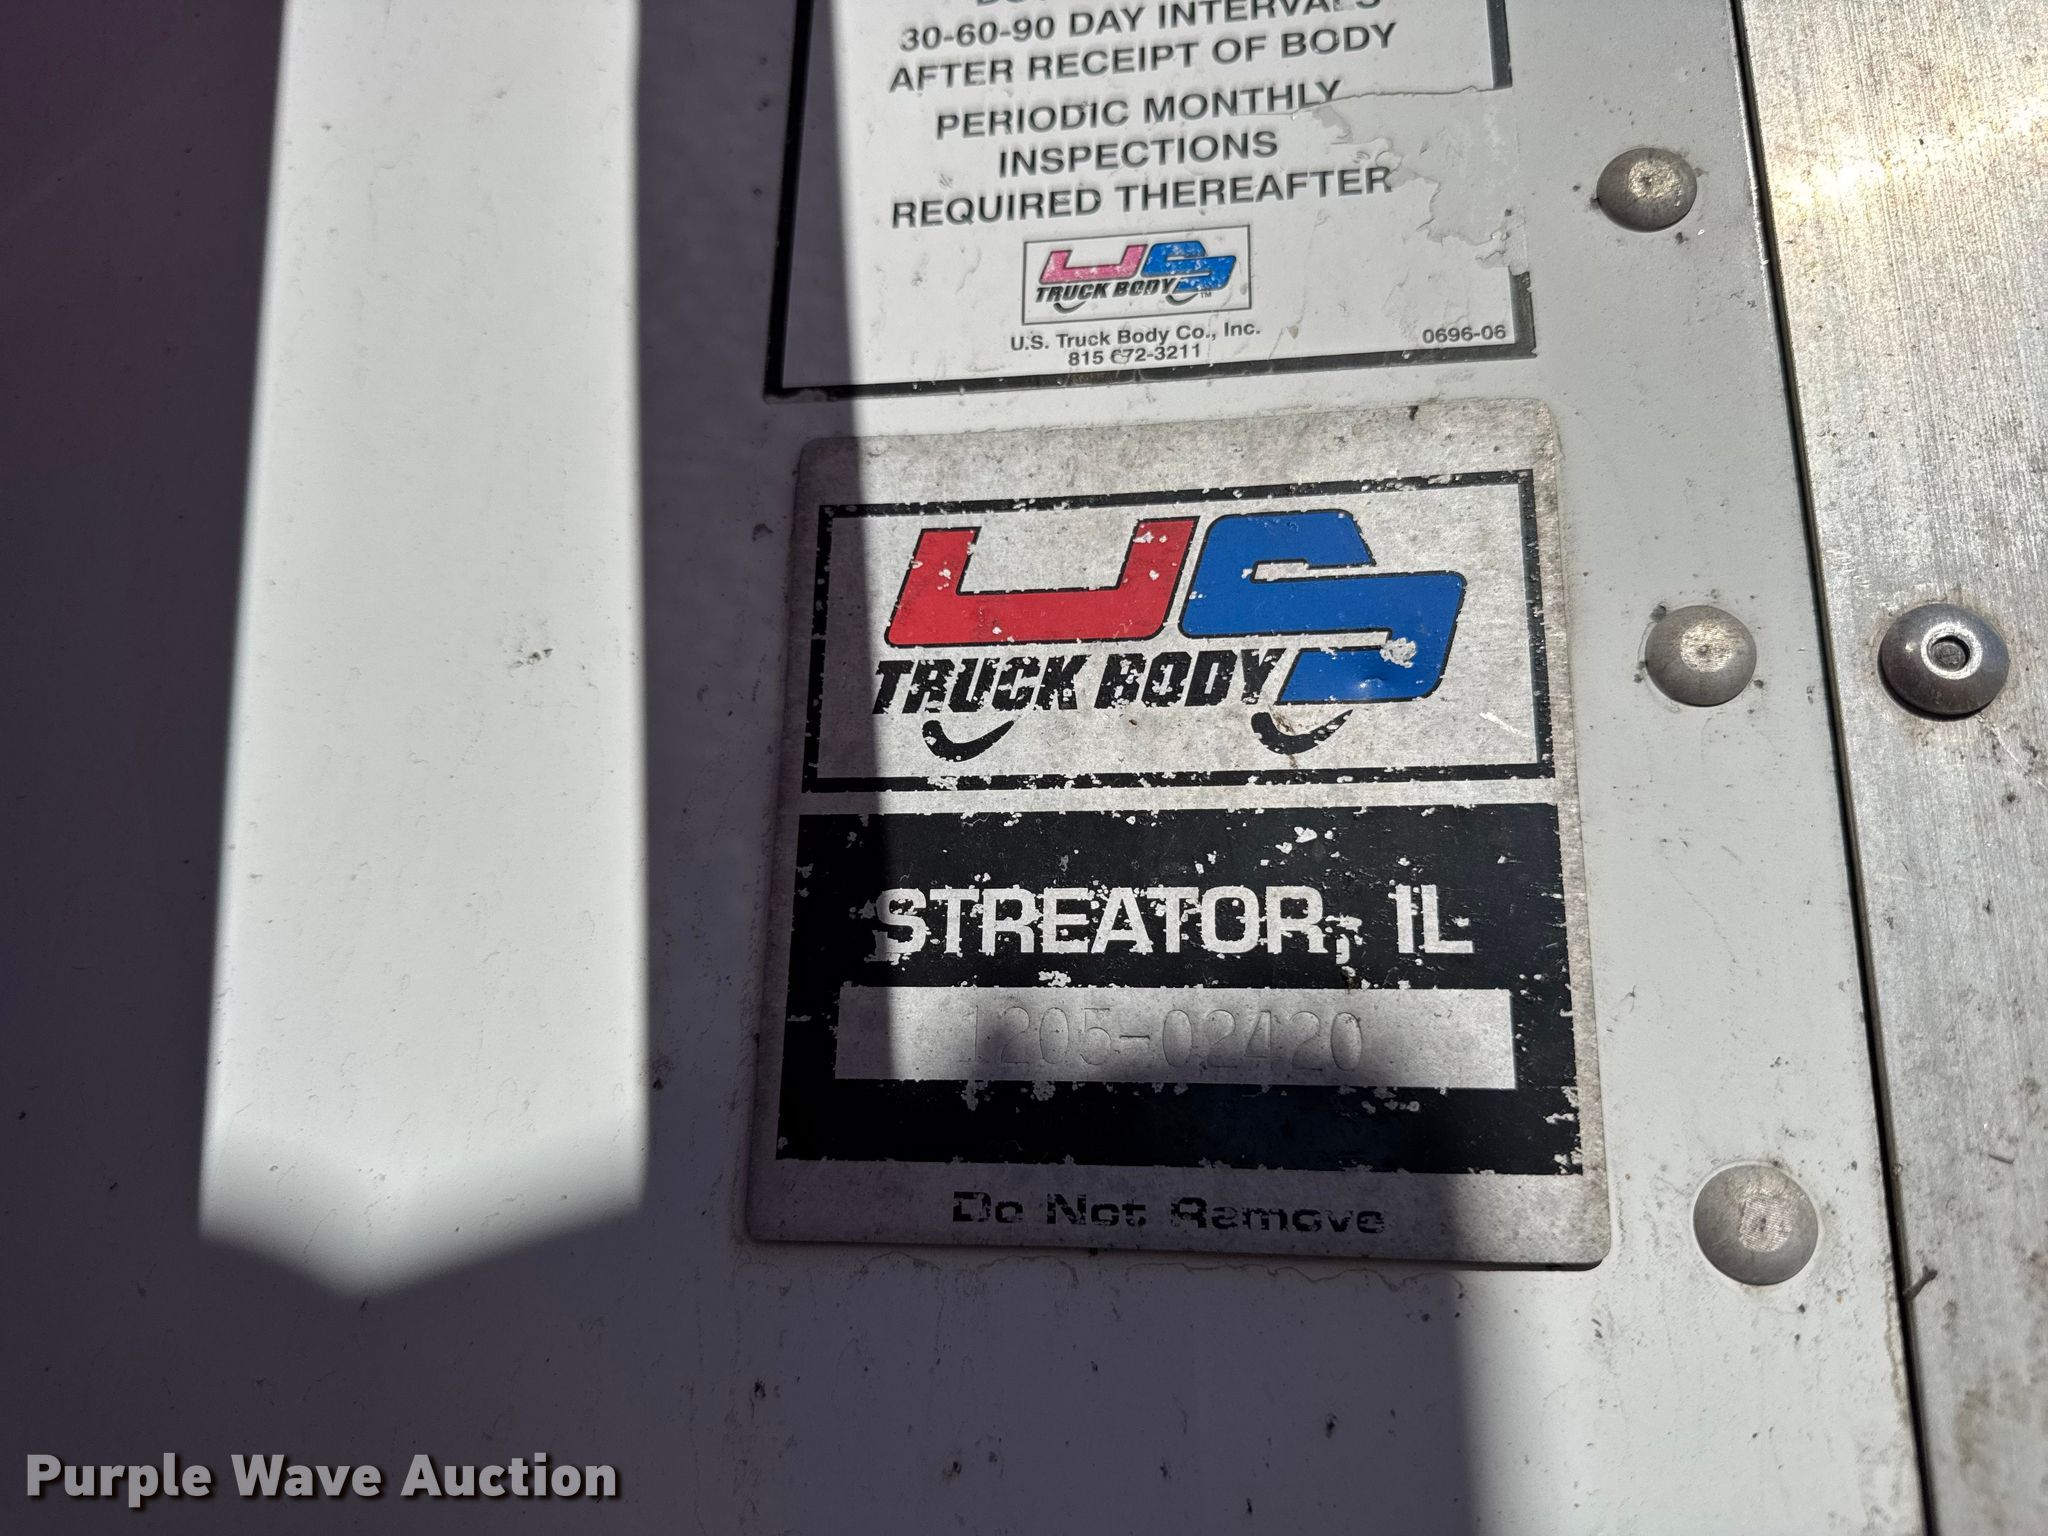 30-60-90 DAY INTERVALS
AFTER RECEIPT OF BODY
PERIODIC MONTHLY
INSPECTIONS
REQUIRED THEREAFTER
US
TRUCK BODY
TM
U.S. Truck Body Co., Inc.
815 672-3211
0696-06
US
TRUCK BODY
STREATOR, IL
1205-02420
Do Not Remove
Purple Wave Auction